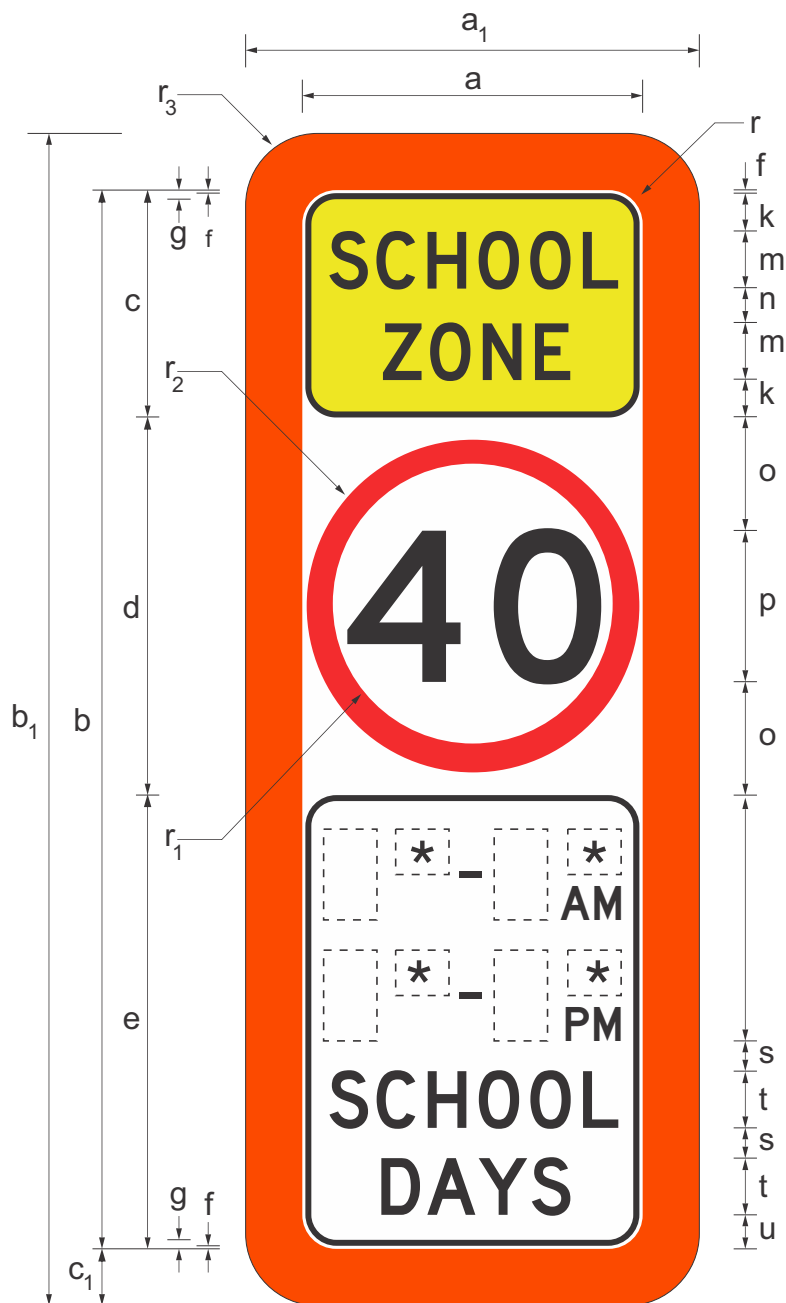 a1
a
r3
r
f
g
f
k
SCHOOL
m
c
n
ZONE
m
r2
k
o
40
d
p
b1
b
o
r1
* - *
AM
* - *
e
PM
s
SCHOOL
t
s
DAYS
t
g
f
u
c1